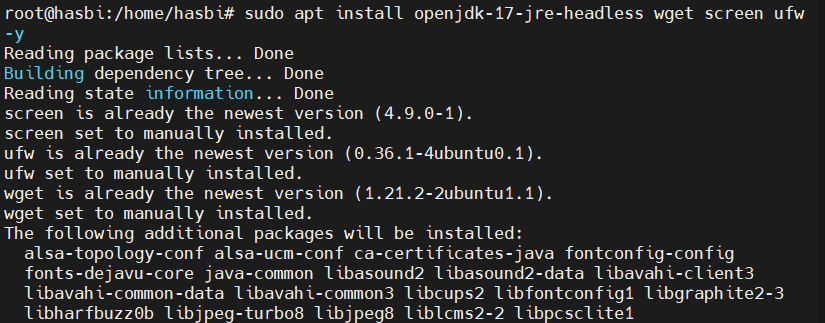 root@hasbi:/home/hasbi# sudo apt install openjdk-17-jre-headless wget screen ufw
-y
Reading package lists... Done
Building dependency tree... Done
Reading state information... Done
screen is already the newest version (4.9.0-1).
screen set to manually installed.
ufw is already the newest version (0.36.1-4ubuntu0.1).
ufw set to manually installed.
wget is already the newest version (1.21.2-2ubuntu1.1).
wget set to manually installed.
The following additional packages will be installed:
  alsa-topology-conf alsa-ucm-conf ca-certificates-java fontconfig-config
  fonts-dejavu-core java-common libasound2 libasound2-data libavahi-client3
  libavahi-common-data libavahi-common3 libcups2 libfontconfig1 libgraphite2-3
  libharfbuzz0b libjpeg-turbo8 libjpeg8 liblcms2-2 libpcsclite1